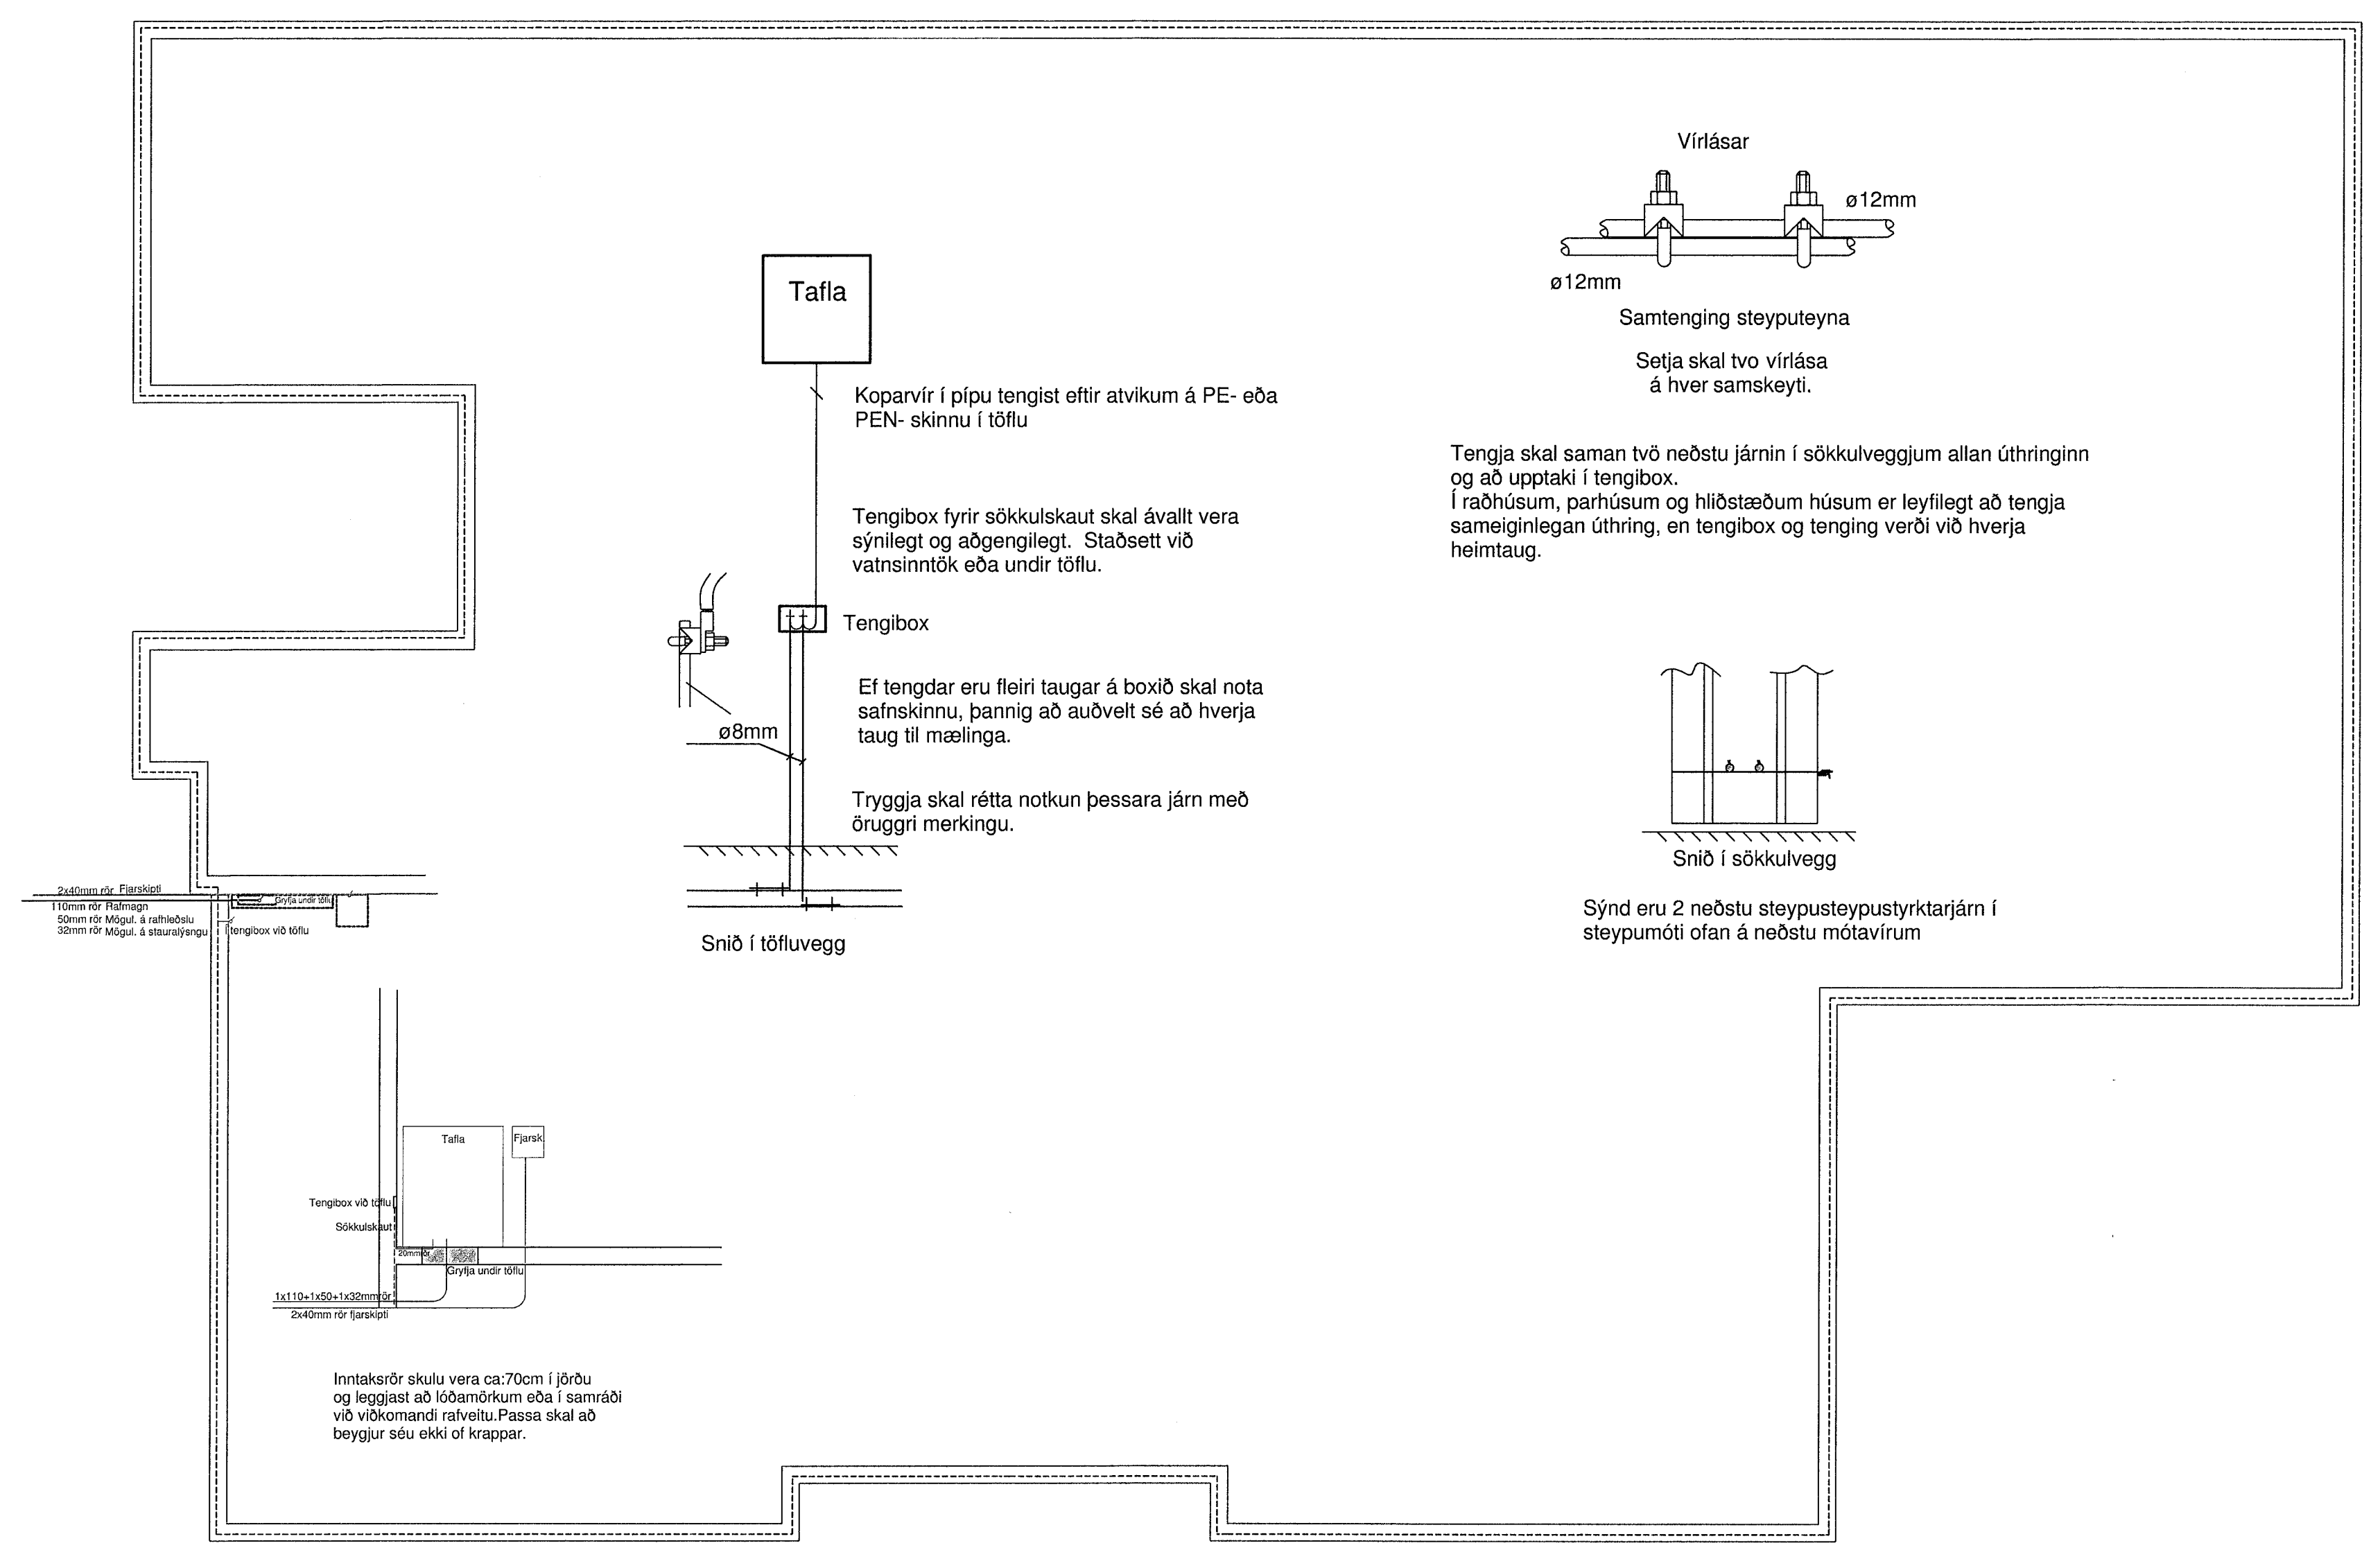 Vírlásar
ø12mm
ø12mm
Samtenging steyputeyna
Setja skal tvo vírlása
á hver samskeyti.
Tafla
Koparvír í pípu tengist eftir atvikum á PE- eða
PEN- skinnu í töflu
Tengja skal saman tvö neðstu járnin í sökkulveggjum allan úthringinn
og að upptaki í tengibox.
Í raðhúsum, parhúsum og hliðstæðum húsum er leyfilegt að tengja
sameiginlegan úthring, en tengibox og tenging verði við hverja
heimtaug.
Tengibox fyrir sökkulskaut skal ávallt vera
sýnilegt og aðgengilegt. Staðsett við
vatnsinntök eða undir töflu.
Tengibox
Ef tengdar eru fleiri taugar á boxið skal nota
safnskinnu, þannig að auðvelt sé að hverja
taug til mælinga.
ø8mm
Tryggja skal rétta notkun þessara járn með
öruggri merkingu.
Snið í töfluvegg
Snið í sökkulvegg
Sýnd eru 2 neðstu steypusteypustyrktarjárn í
steypumóti ofan á neðstu mótavírum
2x40mm rör Fjarskipti
110mm rör Rafmagn
50mm rör Mögul. á rafhleðslu
32mm rör Mögul. á stauralýsngu
Gryfja undir töflu
Í tengibox við töflu
Tafla
Fjarsk
Tengibox við töflu
Sökkulskaut
20mmrör
Gryfja undir töflu
1x110+1x50+1x32mmrör
2x40mm rör fjarskipti
Inntaksrör skulu vera ca:70cm í jörðu
og leggjast að lóðamörkum eða í samráði
við viðkomandi rafveitu.Passa skal að
beygjur séu ekki of krappar.